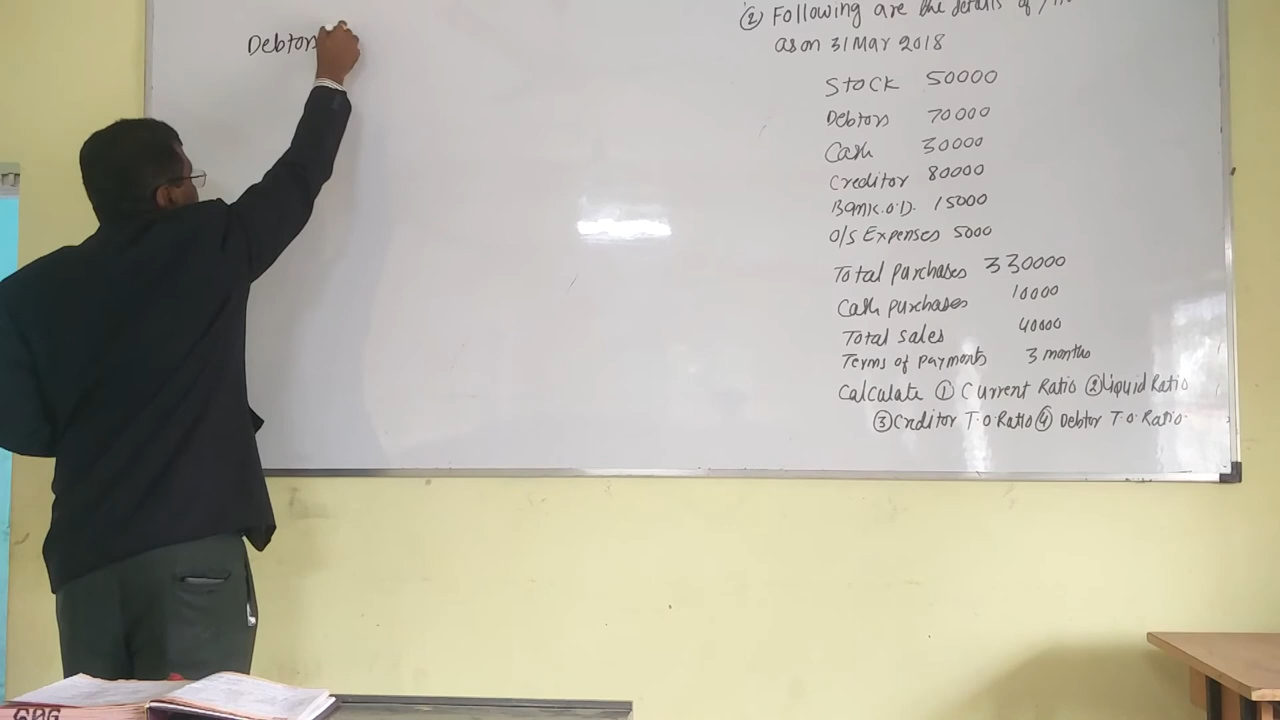 Debtors
② Following are the details of
as on 31 Mar 2018
Stock 50000
Debtors 70000
Cash 30000
Creditor 80000
Bank.O.D. 15000
O/S Expenses 5000
Total purchases 330000
Cash purchases 10000
Total sales 40000
Terms of payments 3 months
Calculate ① Current Ratio ② Liquid Ratio
③ Creditor T.O. Ratio ④ Debtor T.O. Ratio.